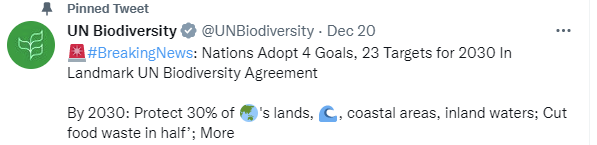 Pinned Tweet
UN Biodiversity @UNBiodiversity · Dec 20
🚨#BreakingNews: Nations Adopt 4 Goals, 23 Targets for 2030 In
Landmark UN Biodiversity Agreement
By 2030: Protect 30% of 🌏's lands, 🌊, coastal areas, inland waters; Cut
food waste in half'; More